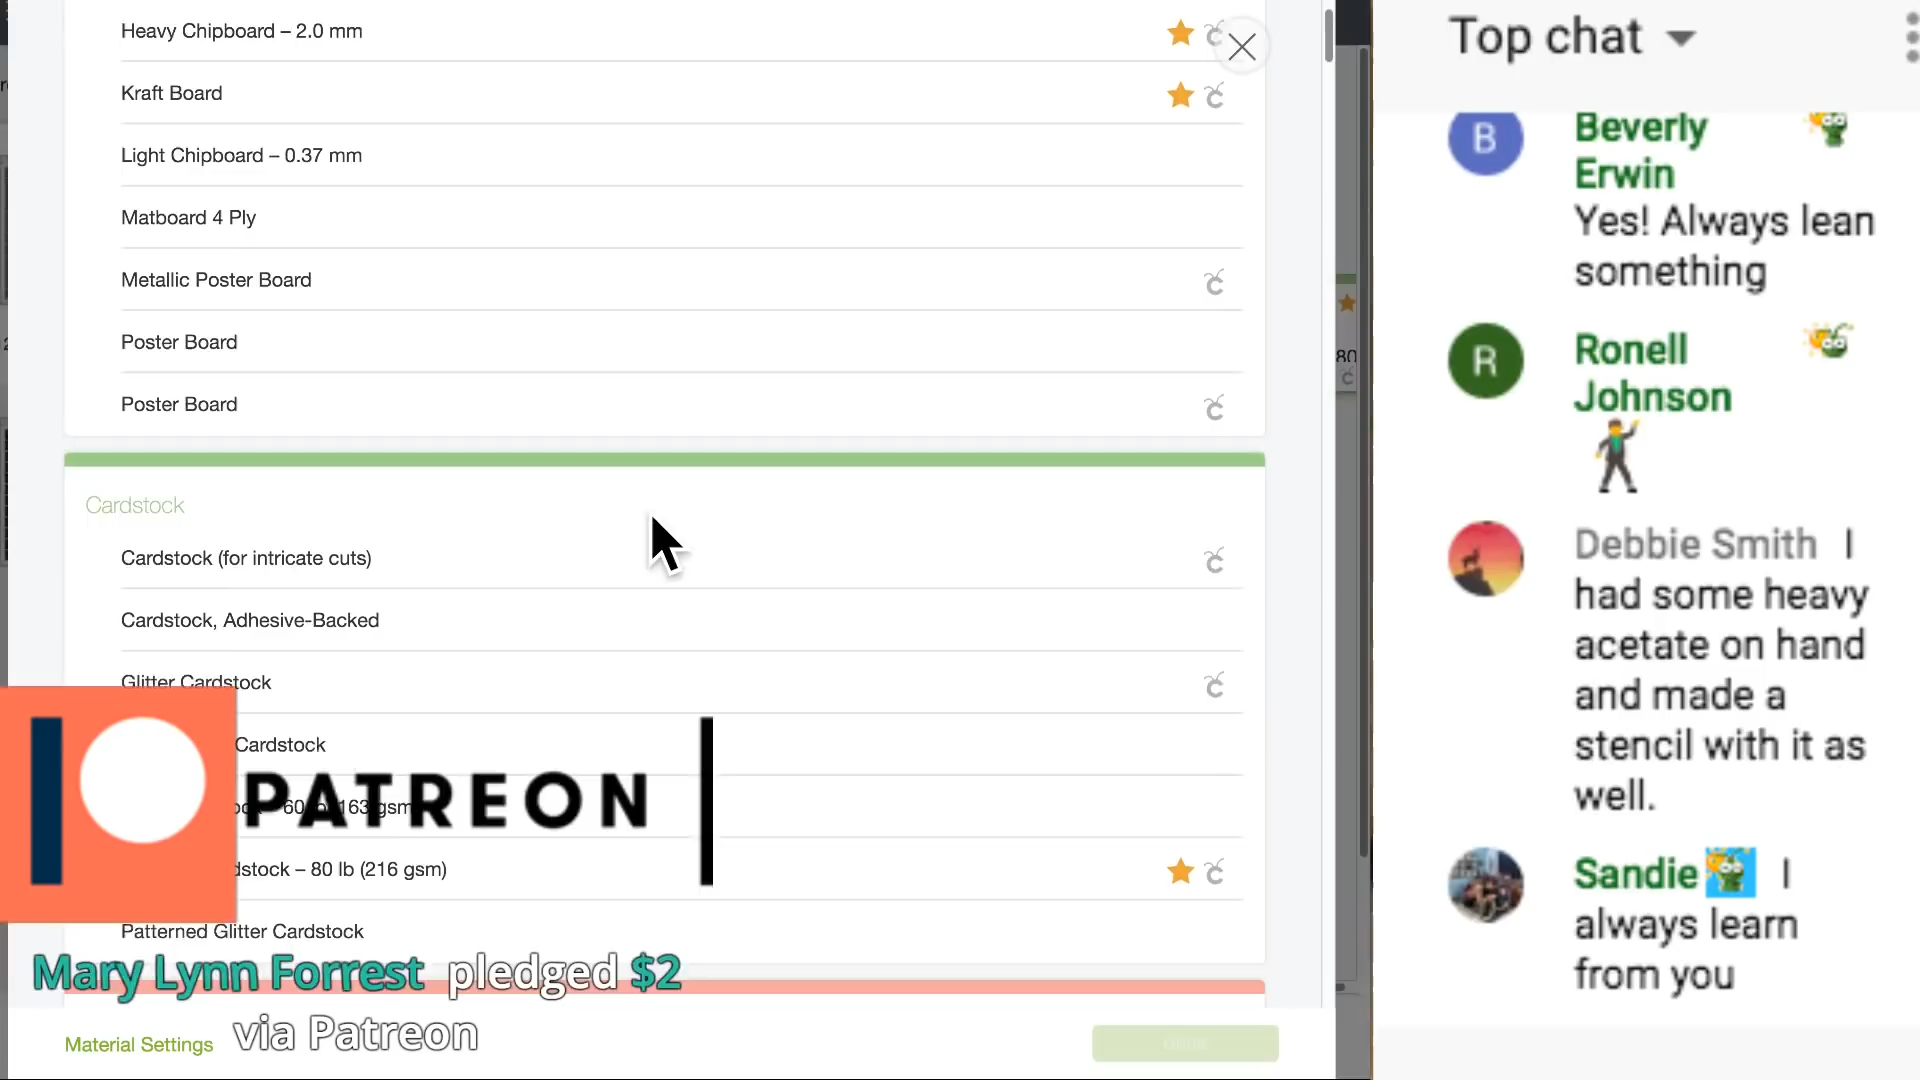 Heavy Chipboard – 2.0 mm
Kraft Board
Light Chipboard – 0.37 mm
Matboard 4 Ply
Metallic Poster Board
Poster Board
Poster Board
Cardstock
Cardstock (for intricate cuts)
Cardstock, Adhesive-Backed
Glitter Cardstock
Cardstock
PATREON
– 80 lb (216 gsm)
Patterned Glitter Cardstock
Mary Lynn Forrest pledged $2
via Patreon
Material Settings
80
Top chat
B
Beverly
Erwin
Yes! Always lean
something
R
Ronell
Johnson
Debbie Smith I
had some heavy
acetate on hand
and made a
stencil with it as
well.
Sandie I
always learn
from you